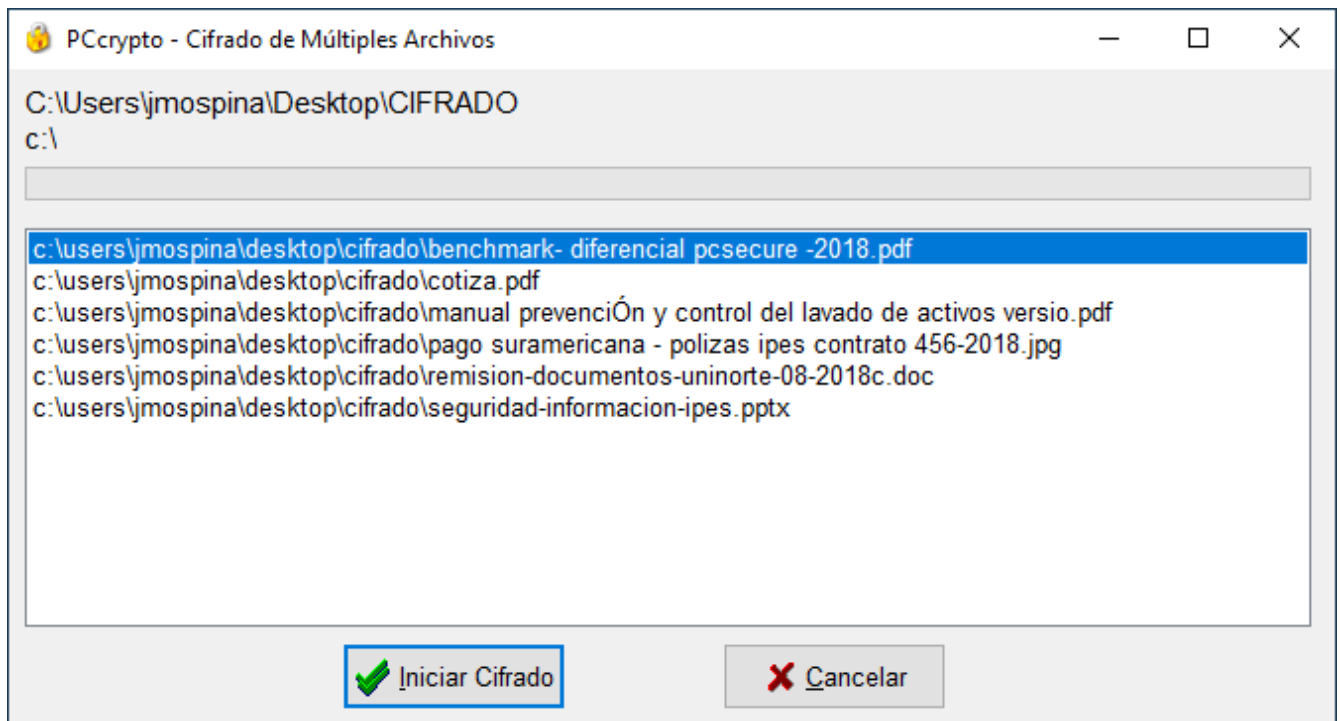 PCcrypto - Cifrado de Múltiples Archivos
C:\Users\jmospina\Desktop\CIFRADO
c:\
c:\users\jmospina\desktop\cifrado\benchmark- diferencial pcsecure -2018.pdf
c:\users\jmospina\desktop\cifrado\cotiza.pdf
c:\users\jmospina\desktop\cifrado\manual prevenciÓn y control del lavado de activos versio.pdf
c:\users\jmospina\desktop\cifrado\pago suramericana - polizas ipes contrato 456-2018.jpg
c:\users\jmospina\desktop\cifrado\remision-documentos-uninorte-08-2018c.doc
c:\users\jmospina\desktop\cifrado\seguridad-informacion-ipes.pptx
Iniciar Cifrado
Cancelar